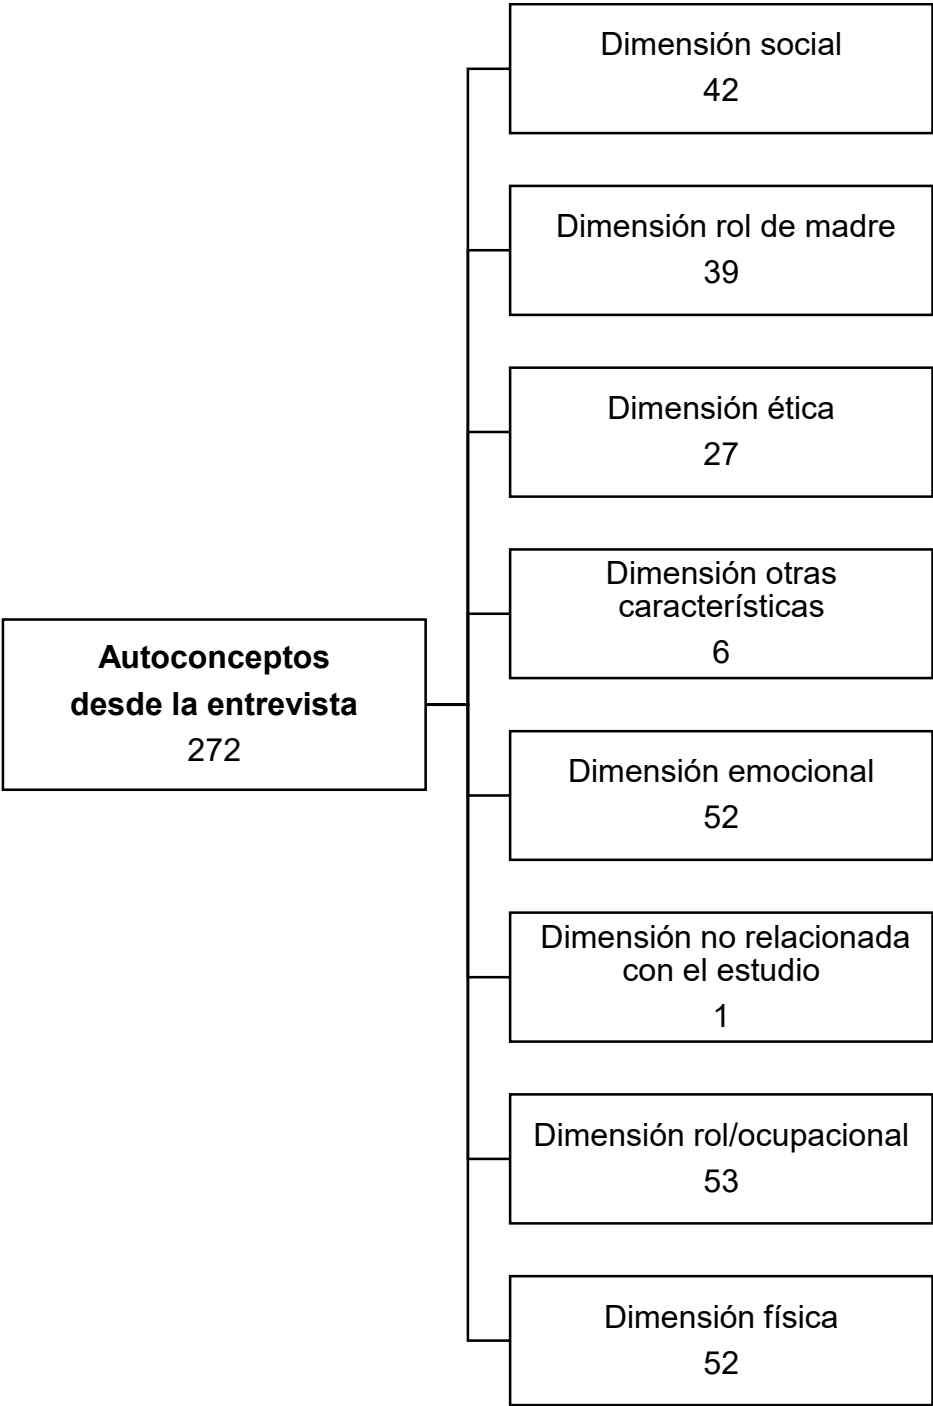 Dimensión social
42
Dimensión rol de madre
39
Dimensión ética
27
Dimensión otras
características
6
Autoconceptos
desde la entrevista
272
Dimensión emocional
52
Dimensión no relacionada
con el estudio
1
Dimensión rol/ocupacional
53
Dimensión física
52